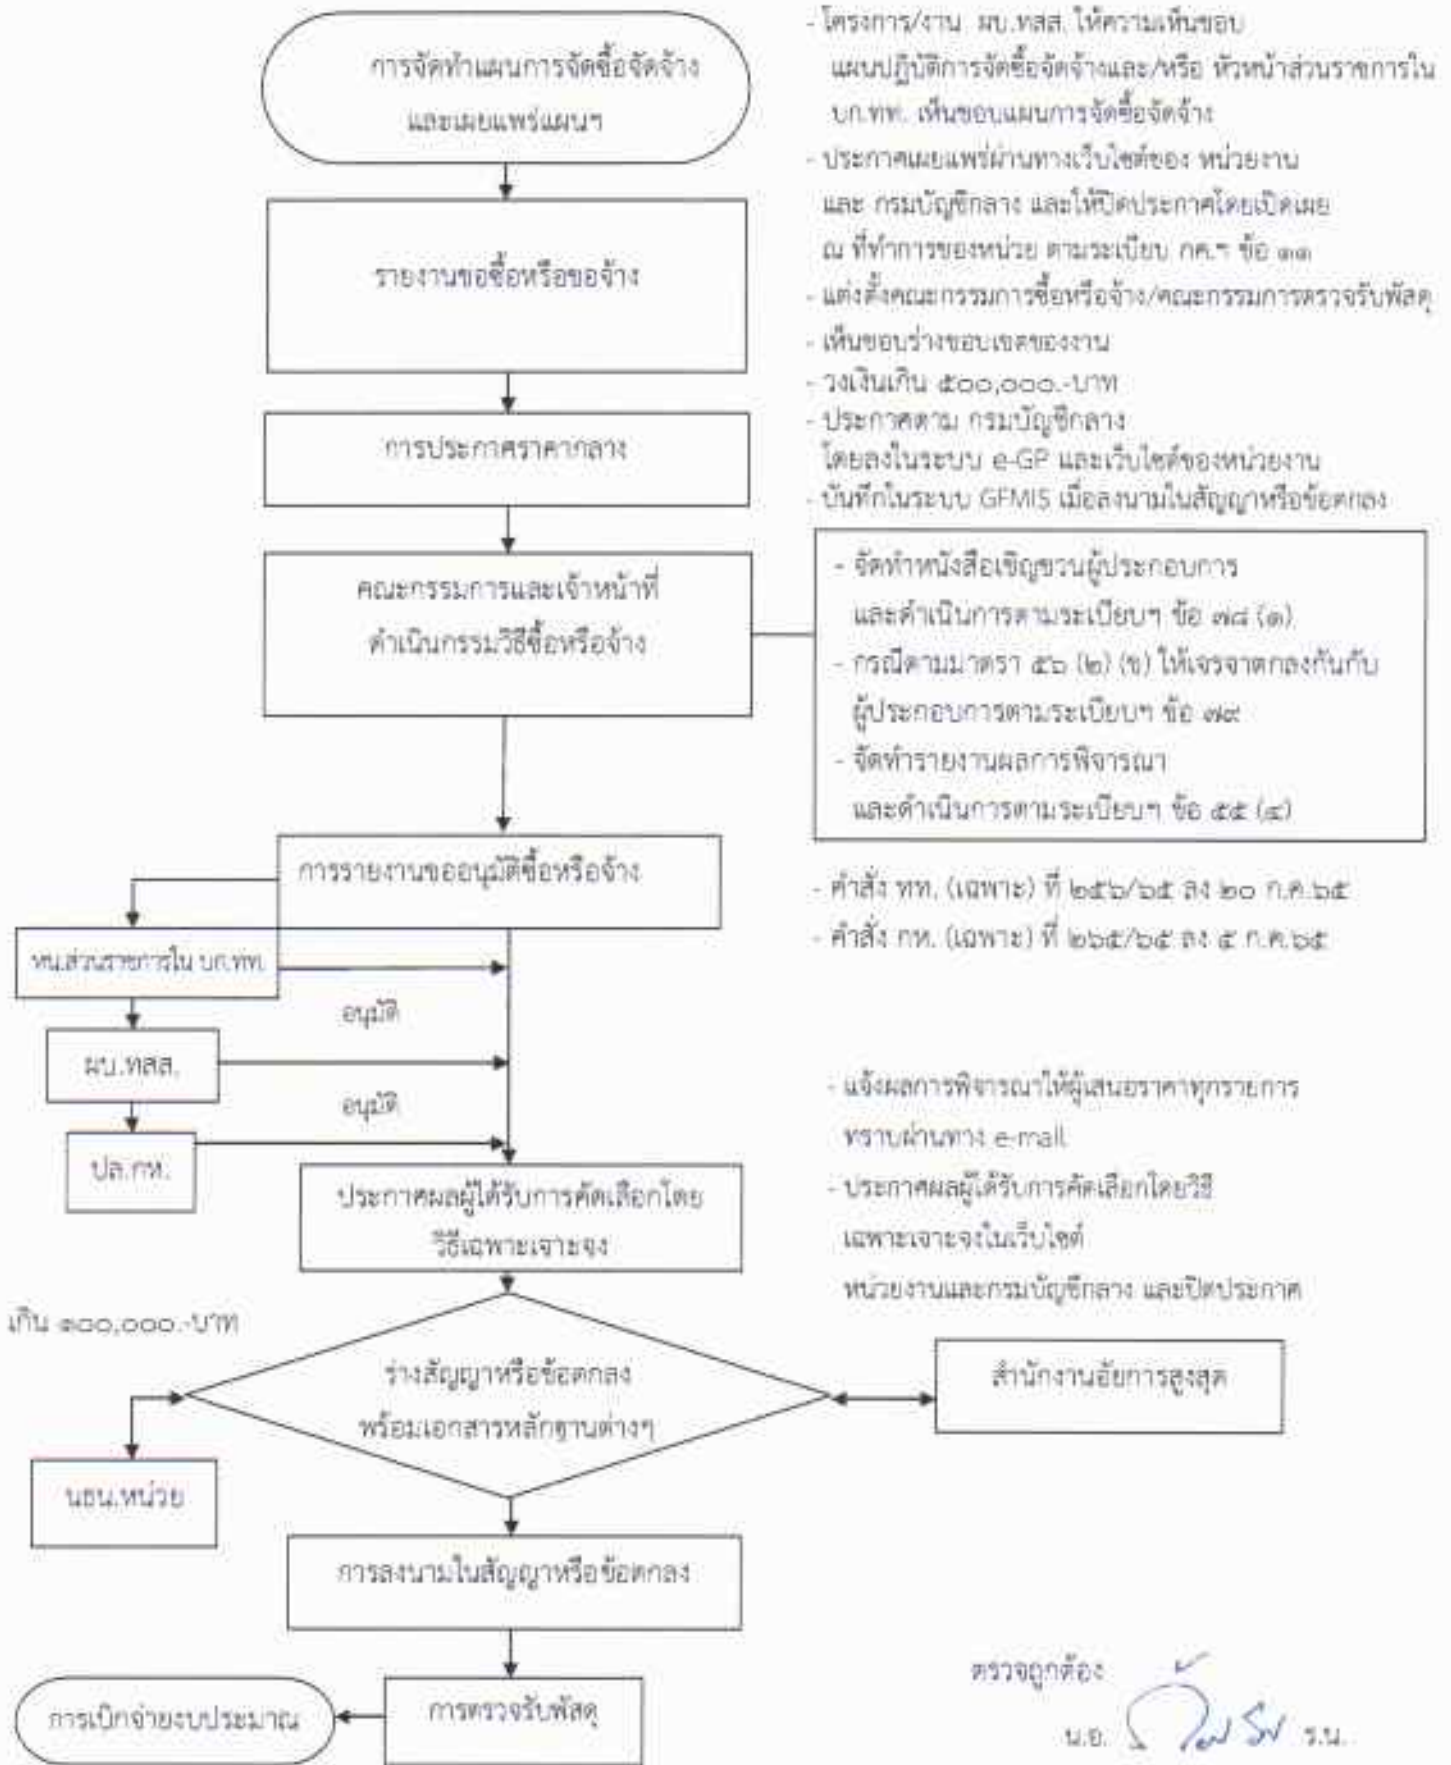 การจัดทำแผนการจัดซื้อจัดจ้าง
และเผยแพร่แผนฯ
- โครงการ/งาน ผบ.ทสส. ให้ความเห็นชอบ
แผนปฏิบัติการจัดซื้อจัดจ้างและ/หรือ หัวหน้าส่วนราชการใน
บก.ทท. เห็นชอบแผนการจัดซื้อจัดจ้าง
- ประกาศเผยแพร่ผ่านทางเว็บไซต์ของ หน่วยงาน
และ กรมบัญชีกลาง และให้ปิดประกาศโดยเปิดเผย
ณ ที่ทำการของหน่วย ตามระเบียบ กค.ฯ ข้อ ๑๑
รายงานขอซื้อหรือขอจ้าง
- แต่งตั้งคณะกรรมการซื้อหรือจ้าง/คณะกรรมการตรวจรับพัสดุ
- เห็นชอบร่างขอบเขตของงาน
- วงเงินเกิน ๕๐๐,๐๐๐.-บาท
- ประกาศตาม กรมบัญชีกลาง
โดยลงในระบบ e-GP และเว็บไซต์ของหน่วยงาน
- บันทึกในระบบ GFMIS เมื่อลงนามในสัญญาหรือข้อตกลง
การประกาศราคากลาง
คณะกรรมการและเจ้าหน้าที่
ดำเนินกรรมวิธีซื้อหรือจ้าง
- จัดทำหนังสือเชิญชวนผู้ประกอบการ
และดำเนินการตามระเบียบฯ ข้อ ๗๘ (๑)
- กรณีตามมาตรา ๕๖ (๒) (ข) ให้เจรจาตกลงกันกับ
ผู้ประกอบการตามระเบียบฯ ข้อ ๗๙
- จัดทำรายงานผลการพิจารณา
และดำเนินการตามระเบียบฯ ข้อ ๕๕ (๔)
การรายงานขออนุมัติซื้อหรือจ้าง
- คำสั่ง ทท. (เฉพาะ) ที่ ๒๕๖/๖๕ ลง ๒๐ ก.ค.๖๕
- คำสั่ง กห. (เฉพาะ) ที่ ๒๖๕/๖๕ ลง ๕ ก.ค.๖๕
หน.ส่วนราชการใน บก.ทท.
อนุมัติ
ผบ.ทสส.
อนุมัติ
ปล.กห.
- แจ้งผลการพิจารณาให้ผู้เสนอราคาทุกรายการ
ทราบผ่านทาง e-mail
- ประกาศผลผู้ได้รับการคัดเลือกโดยวิธี
เฉพาะเจาะจงในเว็บไซต์
หน่วยงานและกรมบัญชีกลาง และปิดประกาศ
ประกาศผลผู้ได้รับการคัดเลือกโดย
วิธีเฉพาะเจาะจง
เกิน ๑๐๐,๐๐๐.-บาท
ร่างสัญญาหรือข้อตกลง
พร้อมเอกสารหลักฐานต่างๆ
สำนักงานอัยการสูงสุด
นธน.หน่วย
การลงนามในสัญญาหรือข้อตกลง
การตรวจรับพัสดุ
การเบิกจ่ายงบประมาณ
ตรวจถูกต้อง
น.อ. ร.น.